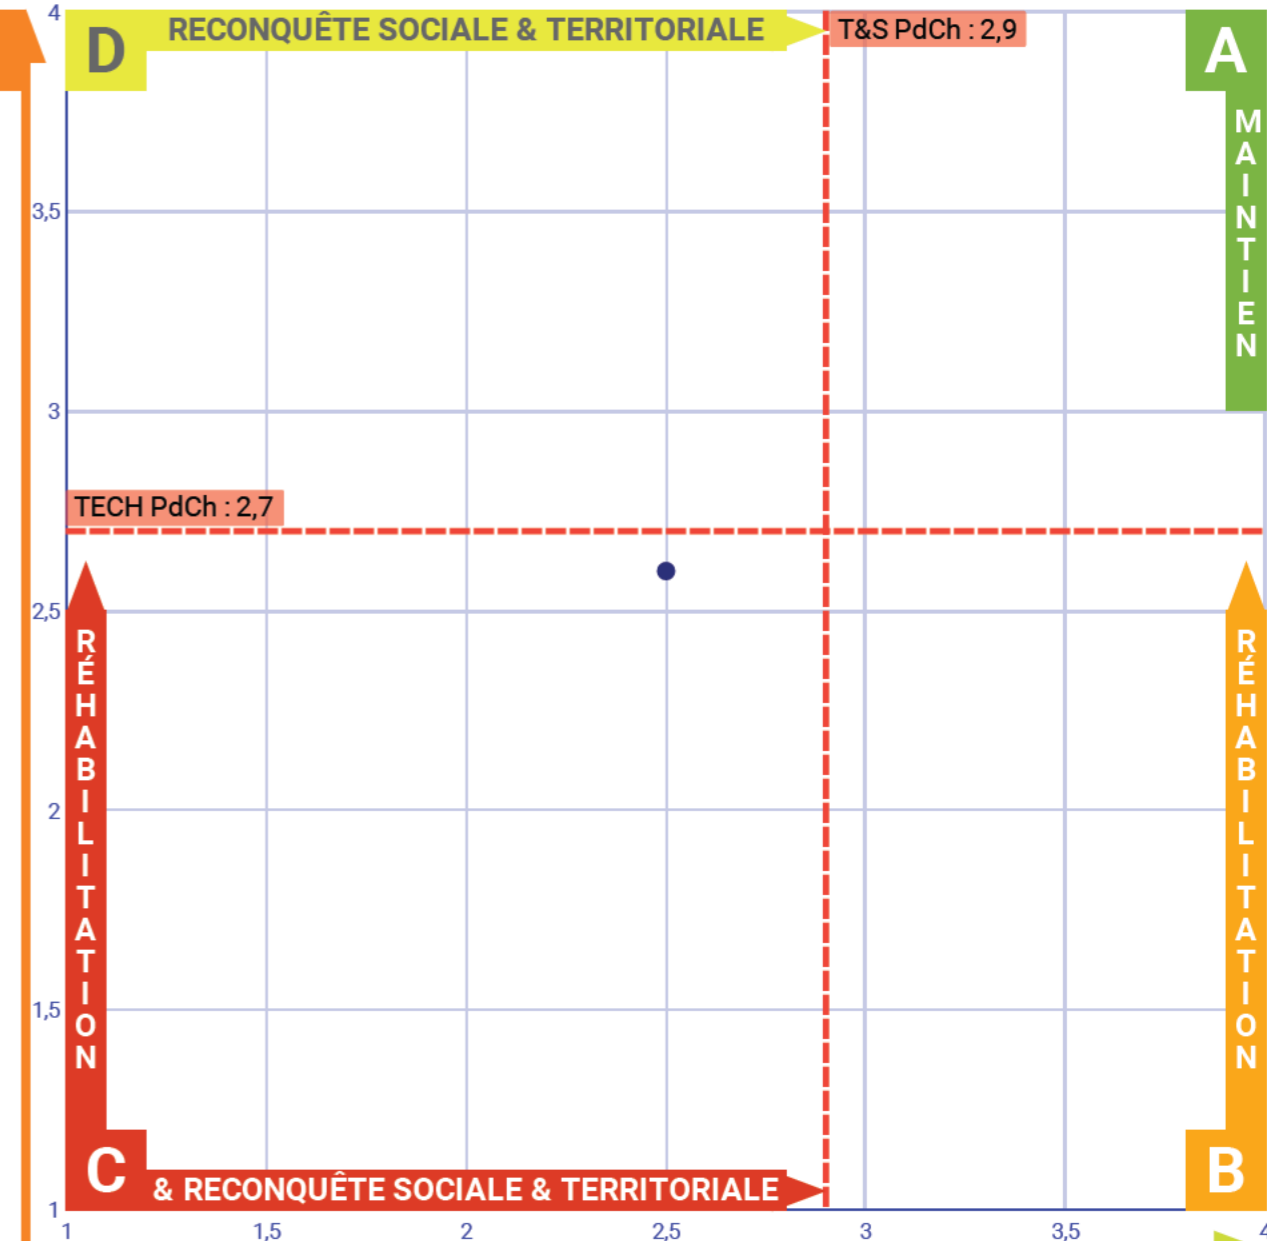 4
D
RECONQUÊTE SOCIALE & TERRITORIALE
T&S PdCh : 2,9
A
MAINTIEN
3,5
3
TECH PdCh : 2,7
2,5
RÉHABILITATION
RÉHABILITATION
2
1,5
C
& RECONQUÊTE SOCIALE & TERRITORIALE
B
1
1 1,5 2 2,5 3 3,5 4